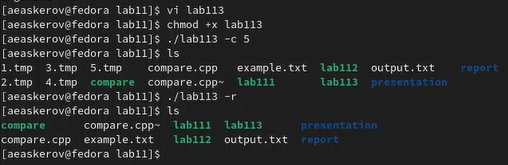 [aeaskerov@fedora lab11]$ vi lab113
[aeaskerov@fedora lab11]$ chmod +x lab113
[aeaskerov@fedora lab11]$ ./lab113 -c 5
[aeaskerov@fedora lab11]$ ls
1.tmp 3.tmp 5.tmp compare.cpp example.txt lab112 output.txt report
2.tmp 4.tmp compare compare.cpp~ lab111 lab113 presentation
[aeaskerov@fedora lab11]$ ./lab113 -r
[aeaskerov@fedora lab11]$ ls
compare compare.cpp~ lab111 lab113 presentation
compare.cpp example.txt lab112 output.txt report
[aeaskerov@fedora lab11]$